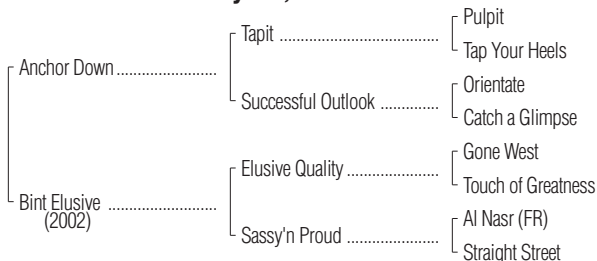 Pulpit
Tapit ..........................................
Tap Your Heels
Anchor Down ..........................
Orientate
Successful Outlook ...............
Catch a Glimpse
Gone West
Elusive Quality ........................
Touch of Greatness
Bint Elusive ............................
(2002)
Al Nasr (FR)
Sassy'n Proud ........................
Straight Street